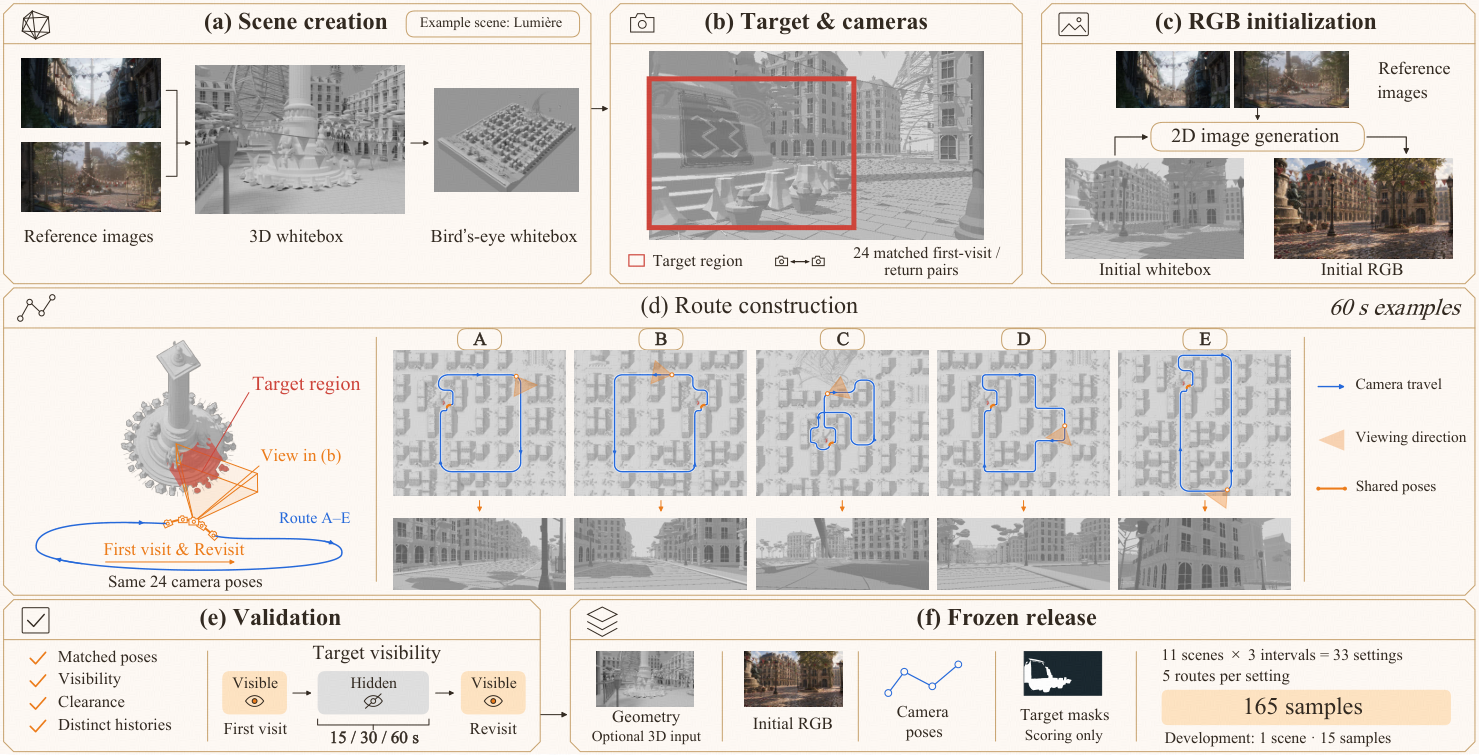 (a) Scene creation
Example scene: Lumière
Reference images
3D whitebox
Bird's-eye whitebox
(b) Target & cameras
Target region
24 matched first-visit /
return pairs
(c) RGB initialization
Reference
images
2D image generation
Initial whitebox
Initial RGB
(d) Route construction
60 s examples
Target region
View in (b)
Route A–E
First visit & Revisit
Same 24 camera poses
A
B
C
D
E
Camera travel
Viewing direction
Shared poses
(e) Validation
Matched poses
Visibility
Clearance
Distinct histories
Target visibility
Visible
Hidden
Visible
First visit
Revisit
15 / 30 / 60 s
(f) Frozen release
Geometry
Optional 3D input
Initial RGB
Camera
poses
Target masks
Scoring only
11 scenes × 3 intervals = 33 settings
5 routes per setting
165 samples
Development: 1 scene · 15 samples